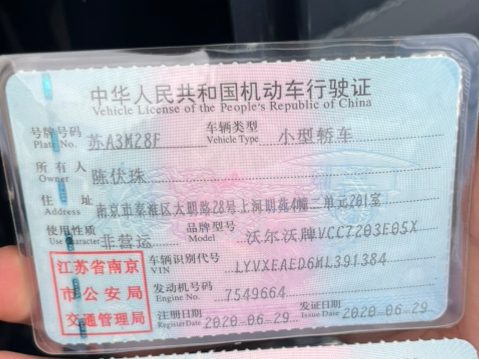 中华人民共和国机动车行驶证
Vehicle License of the People's Republic of China
号牌号码 苏A3M28F 车辆类型 小型轿车
Plate No. Vehicle Type
所有人 陈伏珠
Owner
住址 南京市秦淮区大明路28号上河明苑4幢二单元201室
Address
使用性质 非营运 品牌型号 沃尔沃牌VCC7203E05X
Use Character Model
江苏省南京 车辆识别代号 LYVXEAED6ML391384
VIN
市公安局 发动机号码 7549664
Engine No.
交通管理局 注册日期 2020-06-29 发证日期 2020-06-29
Register Date Issue Date